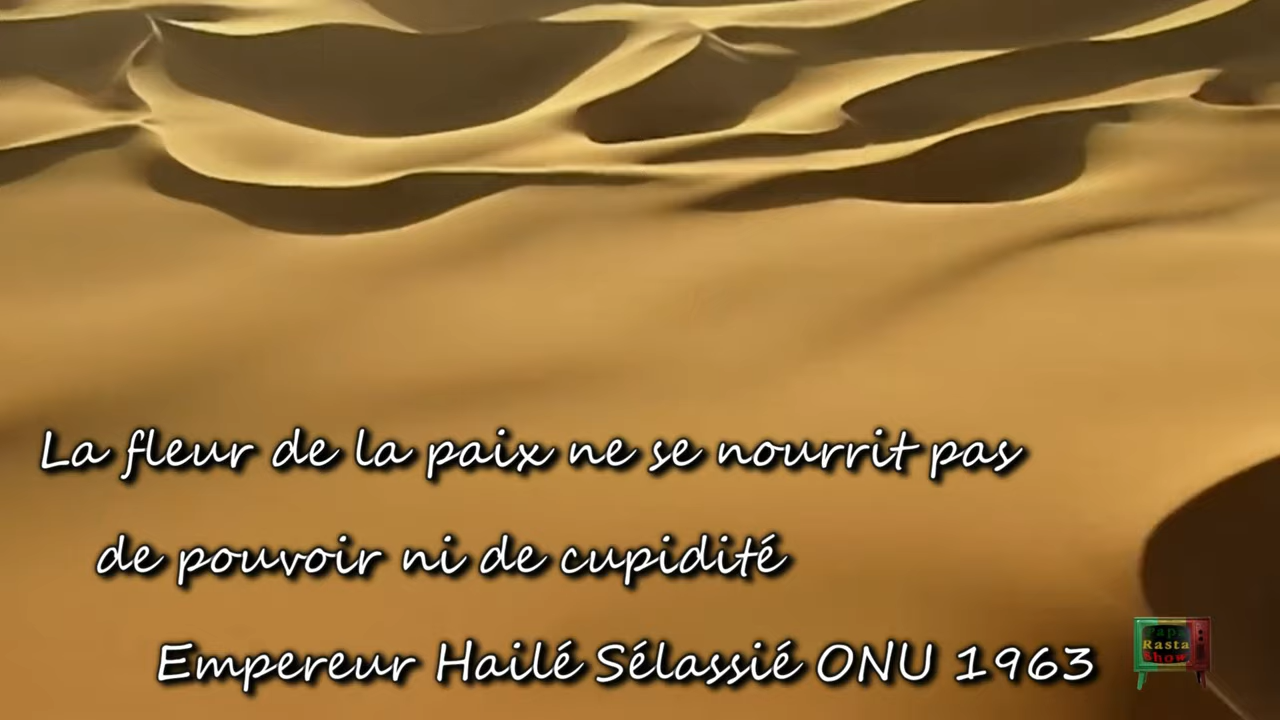 La fleur de la paix ne se nourrit pas
de pouvoir ni de cupidité
Empereur Hailé Sélassié ONU 1963
Papa
Rasta
Show